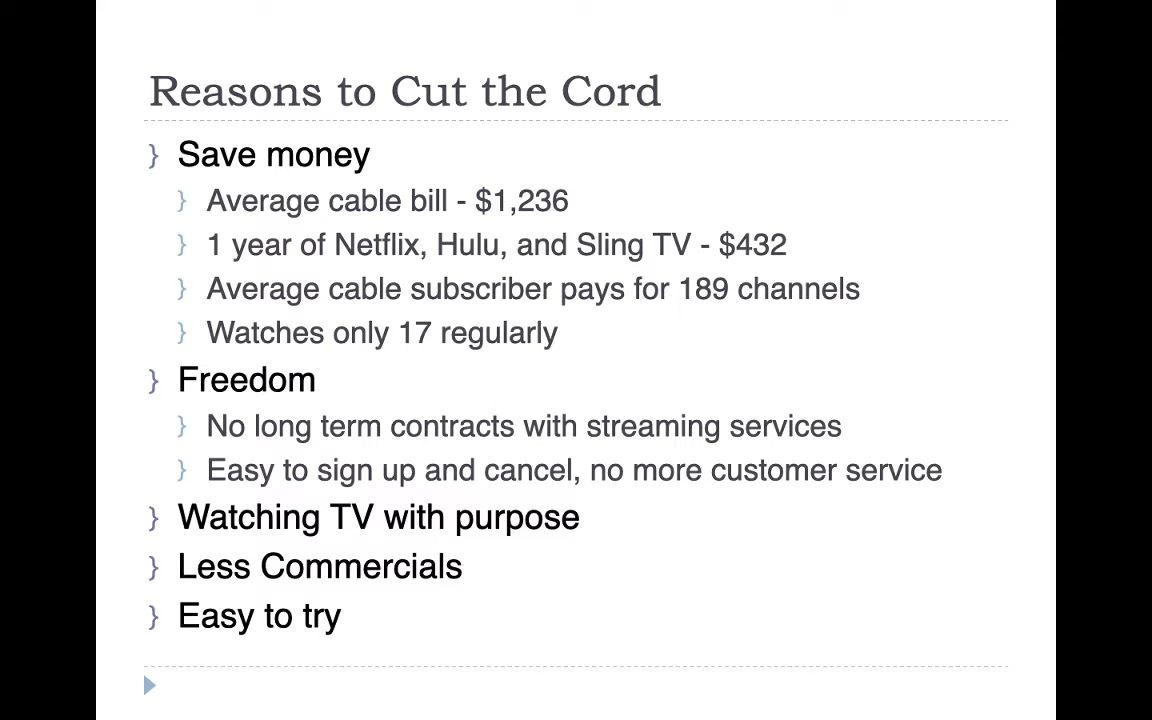 Reasons to Cut the Cord
} Save money
} Average cable bill - $1,236
} 1 year of Netflix, Hulu, and Sling TV - $432
} Average cable subscriber pays for 189 channels
} Watches only 17 regularly
} Freedom
} No long term contracts with streaming services
} Easy to sign up and cancel, no more customer service
} Watching TV with purpose
} Less Commercials
} Easy to try